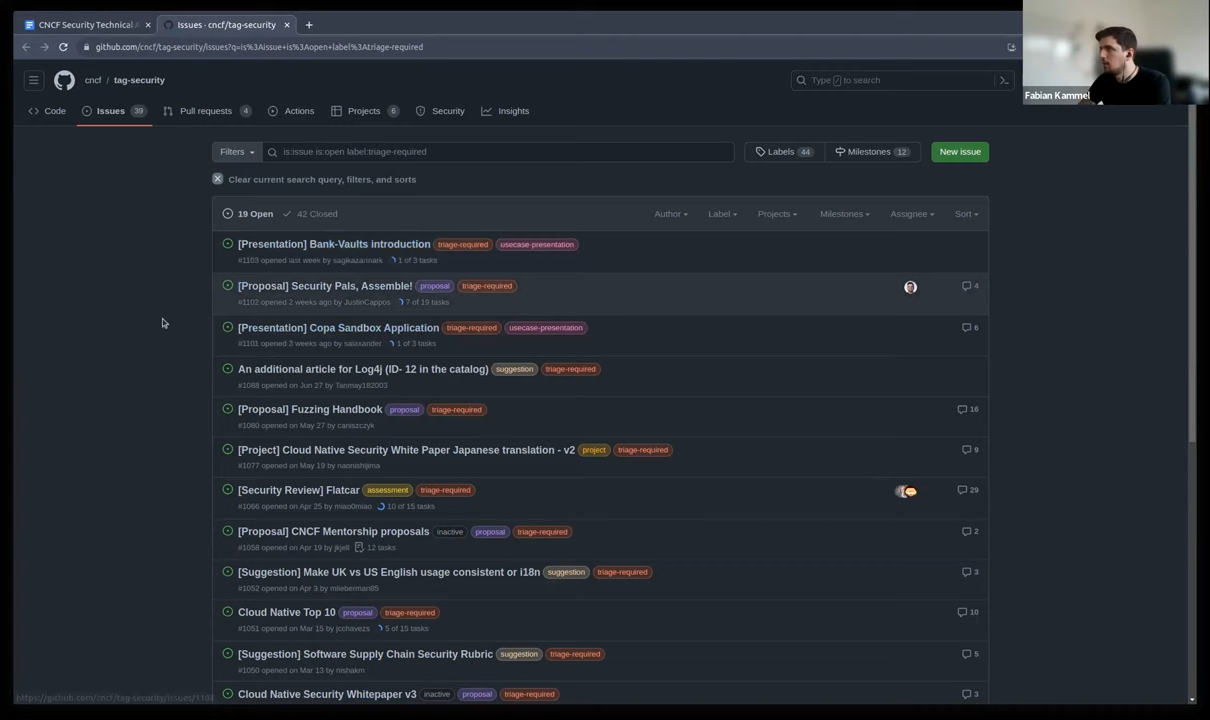 CNCF Security Technical A
Issues · cncf/tag-security
github.com/cncf/tag-security/issues?q=is%3Aissue+is%3Aopen+label%3Atriage-required
Fabian Kammel
cncf / tag-security
Type / to search
Code
Issues 39
Pull requests 4
Actions
Projects 6
Security
Insights
Filters
is:issue is:open label:triage-required
Labels 44
Milestones 12
New issue
Clear current search query, filters, and sorts
19 Open 42 Closed
Author Label Projects Milestones Assignee Sort
[Presentation] Bank-Vaults introduction triage-required usecase-presentation
#1103 opened last week by sagikazarmark 1 of 3 tasks
[Proposal] Security Pals, Assemble! proposal triage-required 4
#1102 opened 2 weeks ago by JustinCappos 7 of 19 tasks
[Presentation] Copa Sandbox Application triage-required usecase-presentation 6
#1101 opened 3 weeks ago by salaxander 1 of 3 tasks
An additional article for Log4j (ID- 12 in the catalog) suggestion triage-required
#1088 opened on Jun 27 by Tanmay182003
[Proposal] Fuzzing Handbook proposal triage-required 16
#1080 opened on May 27 by caniszczyk
[Project] Cloud Native Security White Paper Japanese translation - v2 project triage-required 9
#1077 opened on May 19 by naonishijima
[Security Review] Flatcar assessment triage-required 29
#1066 opened on Apr 25 by miao0miao 10 of 15 tasks
[Proposal] CNCF Mentorship proposals inactive proposal triage-required 2
#1058 opened on Apr 19 by jkjell 12 tasks
[Suggestion] Make UK vs US English usage consistent or i18n suggestion triage-required 3
#1052 opened on Apr 3 by mlieberman85
Cloud Native Top 10 proposal triage-required 10
#1051 opened on Mar 15 by jcchavezs 5 of 15 tasks
[Suggestion] Software Supply Chain Security Rubric suggestion triage-required 5
#1050 opened on Mar 13 by nishakm
Cloud Native Security Whitepaper v3 inactive proposal triage-required 3
https://github.com/cncf/tag-security/issues/1103